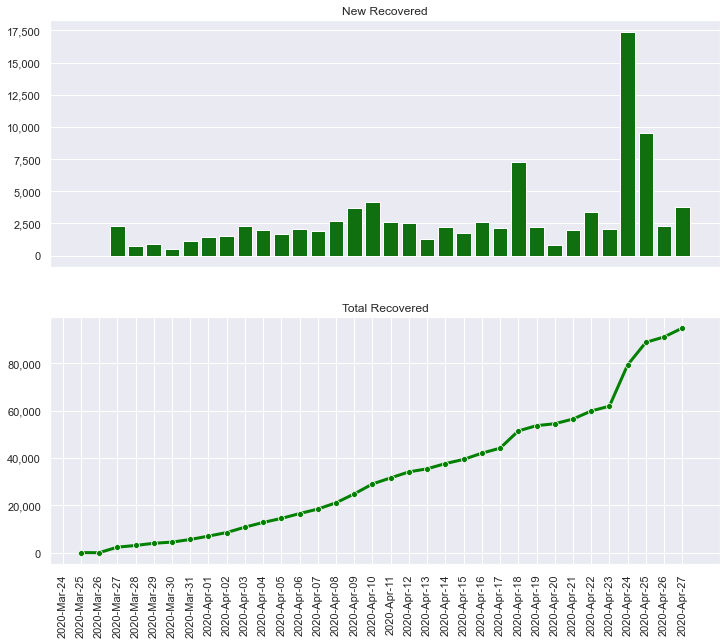 New Recovered
17,500
15,000
12,500
10,000
7,500
5,000
2,500
0
Total Recovered
80,000
60,000
40,000
20,000
0
2020-Mar-24
2020-Mar-25
2020-Mar-26
2020-Mar-27
2020-Mar-28
2020-Mar-29
2020-Mar-30
2020-Mar-31
2020-Apr-01
2020-Apr-02
2020-Apr-03
2020-Apr-04
2020-Apr-05
2020-Apr-06
2020-Apr-07
2020-Apr-08
2020-Apr-09
2020-Apr-10
2020-Apr-11
2020-Apr-12
2020-Apr-13
2020-Apr-14
2020-Apr-15
2020-Apr-16
2020-Apr-17
2020-Apr-18
2020-Apr-19
2020-Apr-20
2020-Apr-21
2020-Apr-22
2020-Apr-23
2020-Apr-24
2020-Apr-25
2020-Apr-26
2020-Apr-27